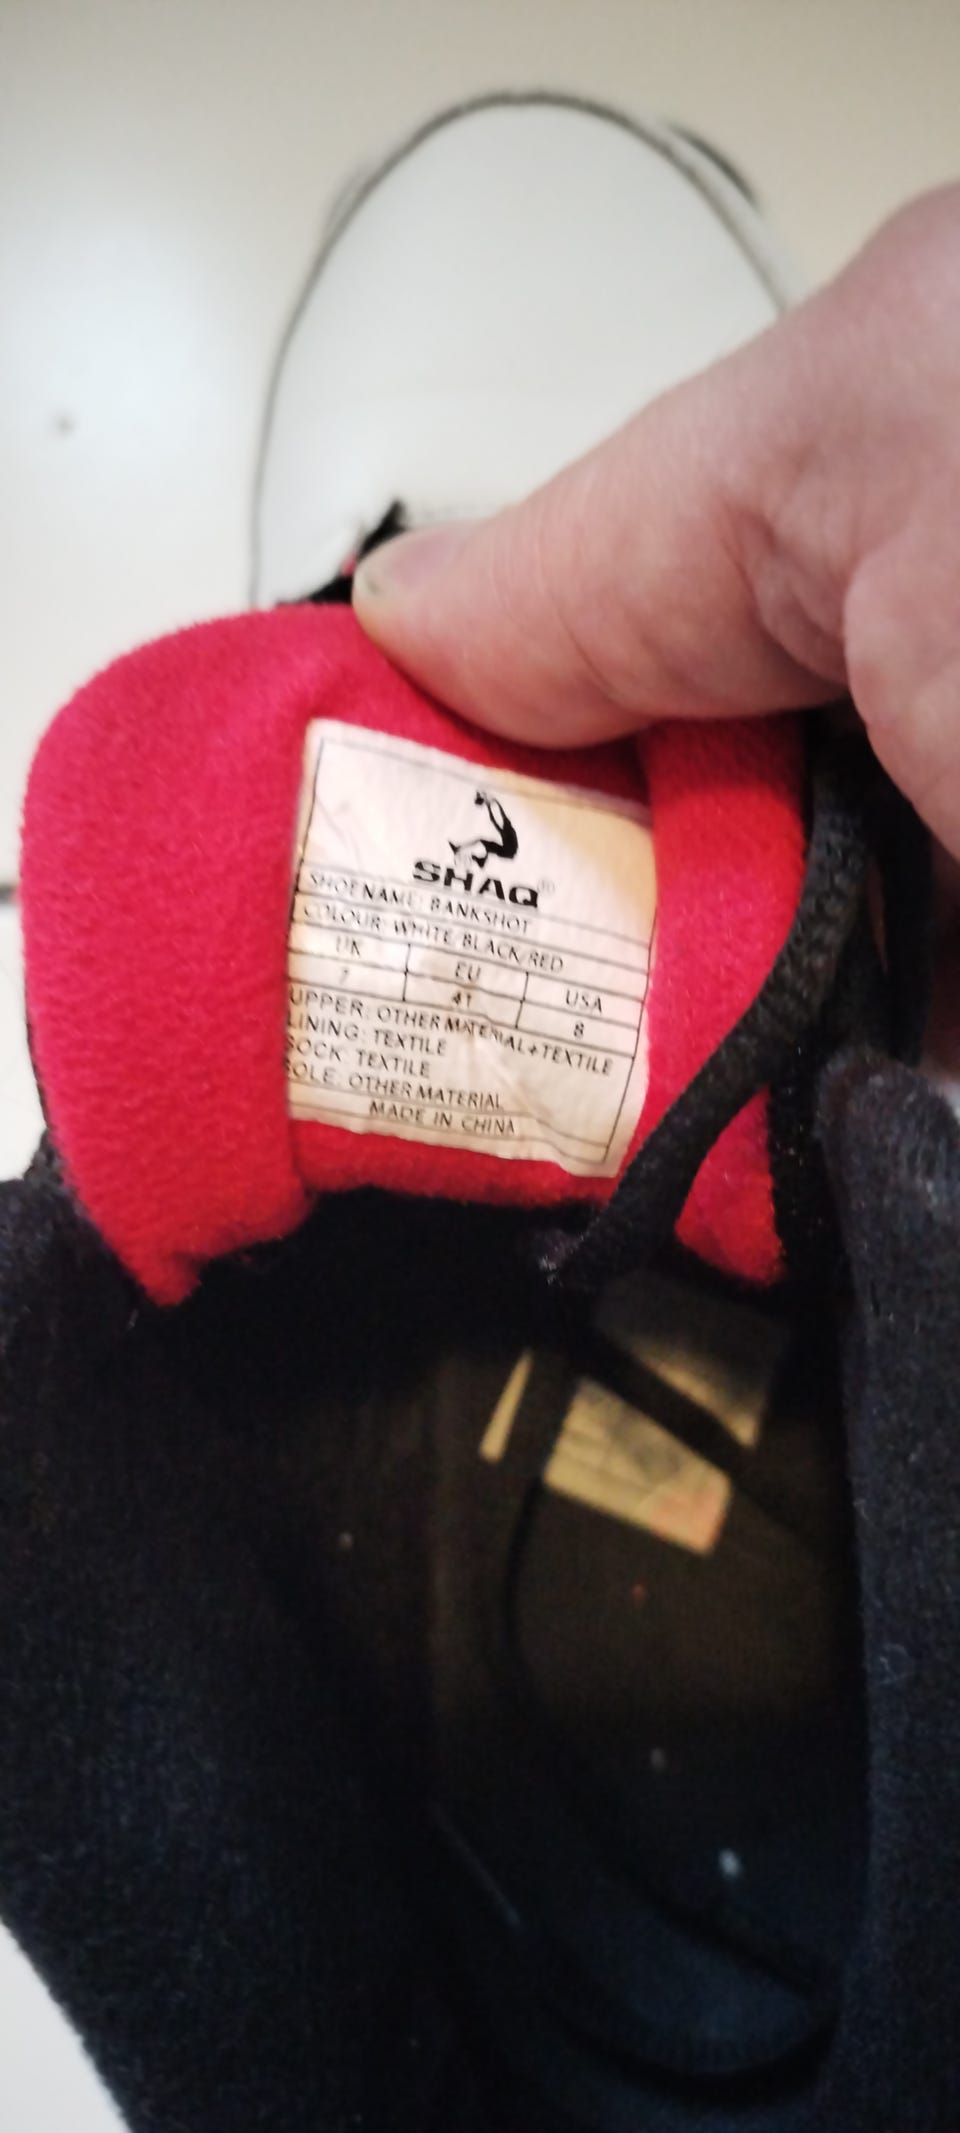 SHAQ®
SHOE NAME: BANKSHOT
COLOUR: WHITE/BLACK/RED
UK EU USA
7 41 8
UPPER: OTHER MATERIAL+TEXTILE
LINING: TEXTILE
SOCK: TEXTILE
SOLE: OTHER MATERIAL
MADE IN CHINA